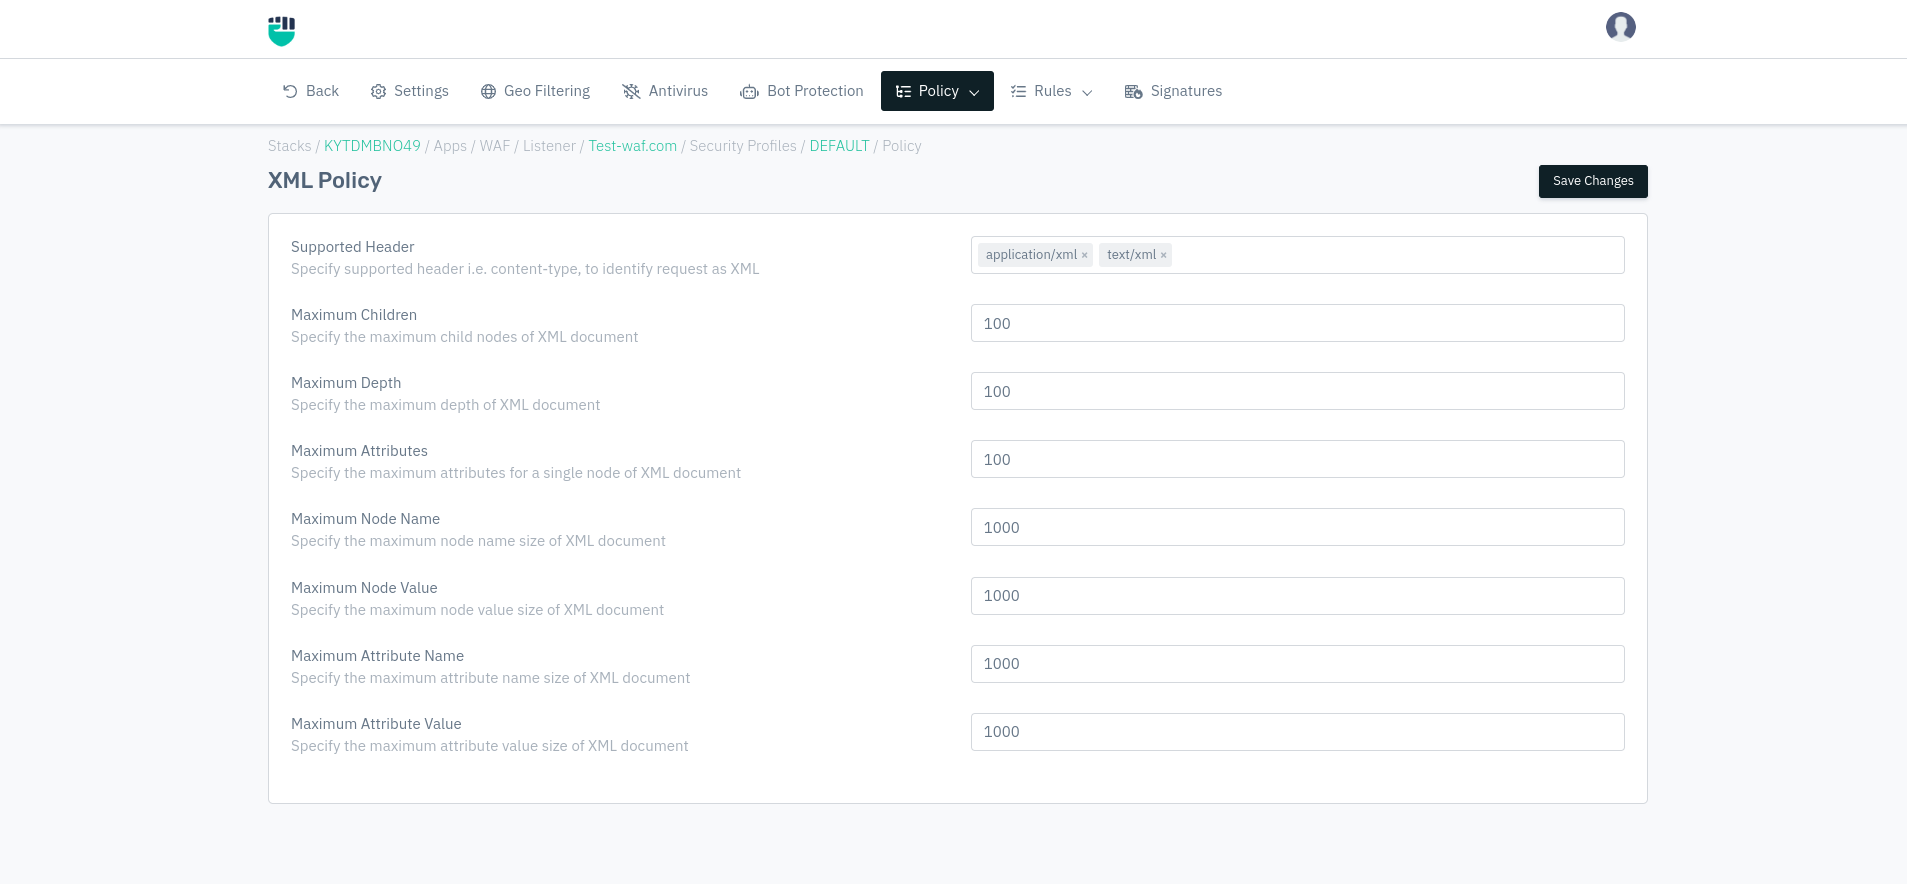 Back Settings Geo Filtering Antivirus Bot Protection Policy Rules Signatures
Stacks / KYTDMBNO49 / Apps / WAF / Listener / Test-waf.com / Security Profiles / DEFAULT / Policy
XML Policy
Save Changes
Supported Header
Specify supported header i.e. content-type, to identify request as XML
application/xml × text/xml ×
Maximum Children
Specify the maximum child nodes of XML document
100
Maximum Depth
Specify the maximum depth of XML document
100
Maximum Attributes
Specify the maximum attributes for a single node of XML document
100
Maximum Node Name
Specify the maximum node name size of XML document
1000
Maximum Node Value
Specify the maximum node value size of XML document
1000
Maximum Attribute Name
Specify the maximum attribute name size of XML document
1000
Maximum Attribute Value
Specify the maximum attribute value size of XML document
1000